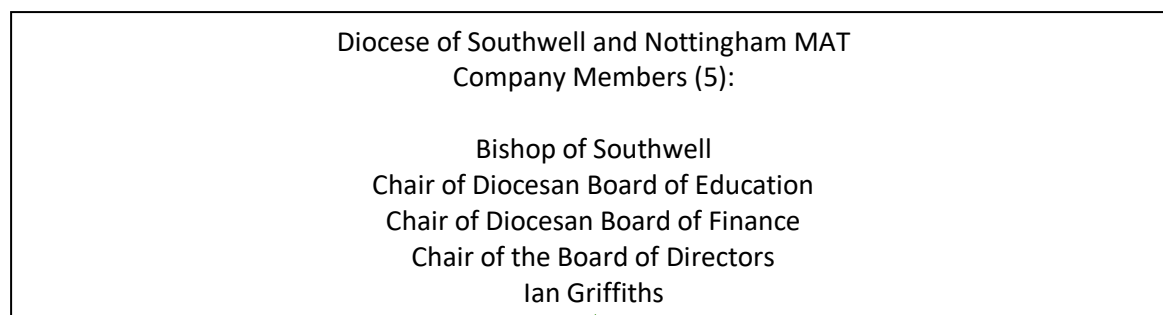 Diocese of Southwell and Nottingham MAT
Company Members (5):
Bishop of Southwell
Chair of Diocesan Board of Education
Chair of Diocesan Board of Finance
Chair of the Board of Directors
Ian Griffiths